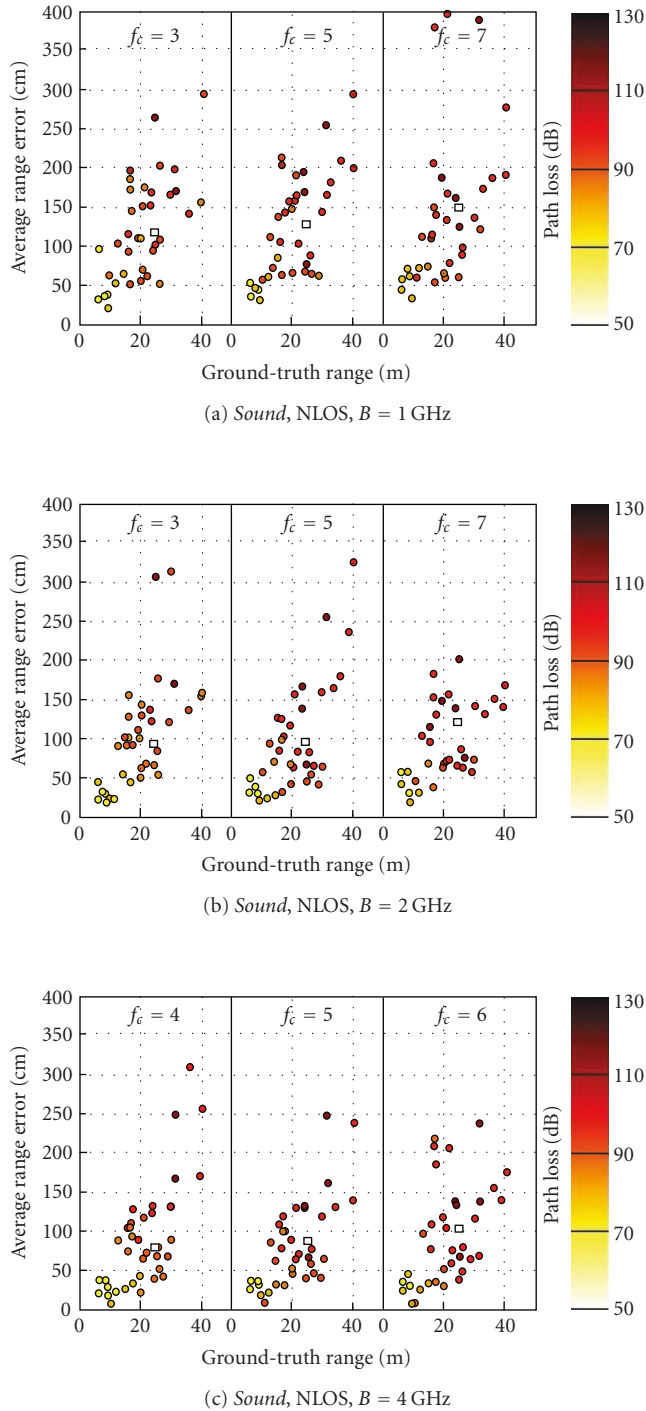 f_c = 3
f_c = 5
f_c = 7
400
300
250
200
150
100
50
0
Average range error (cm)
20 40 0 20 40 0 20 40
Ground-truth range (m)
130
110
90
70
50
Path loss (dB)
(a) Sound, NLOS, B = 1 GHz
f_c = 3
f_c = 5
f_c = 7
400
350
300
250
200
150
100
50
0
Average range error (cm)
0 20 40 0 20 40 0 20 40
Ground-truth range (m)
130
110
90
70
50
Path loss (dB)
(b) Sound, NLOS, B = 2 GHz
f_c = 4
f_c = 5
f_c = 6
400
350
300
250
200
150
100
50
0
Average range error (cm)
0 20 40 0 20 40 0 20 40
Ground-truth range (m)
130
110
90
70
50
Path loss (dB)
(c) Sound, NLOS, B = 4 GHz